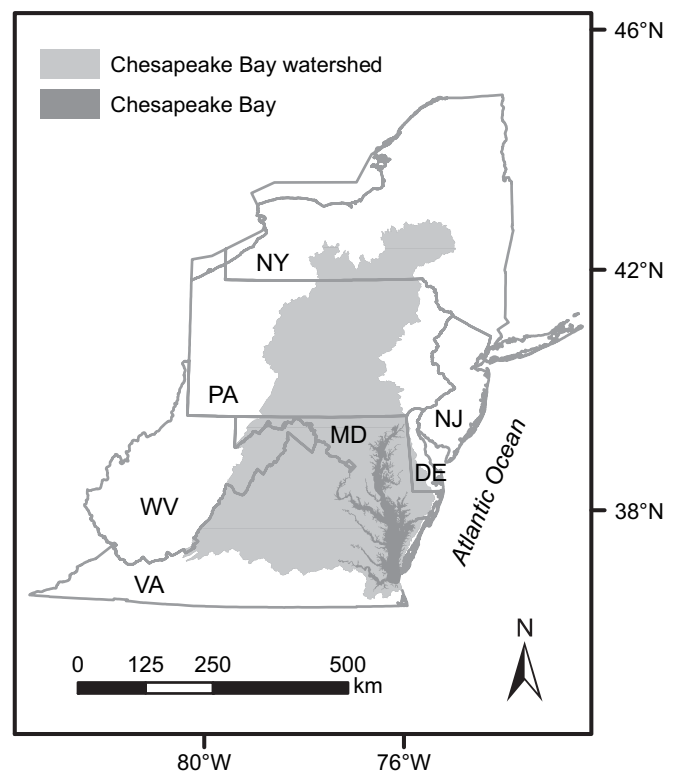 46°N
Chesapeake Bay watershed
Chesapeake Bay
NY
42°N
PA
NJ
MD
DE
Atlantic Ocean
WV
38°N
VA
N
0 125 250 500
km
80°W 76°W